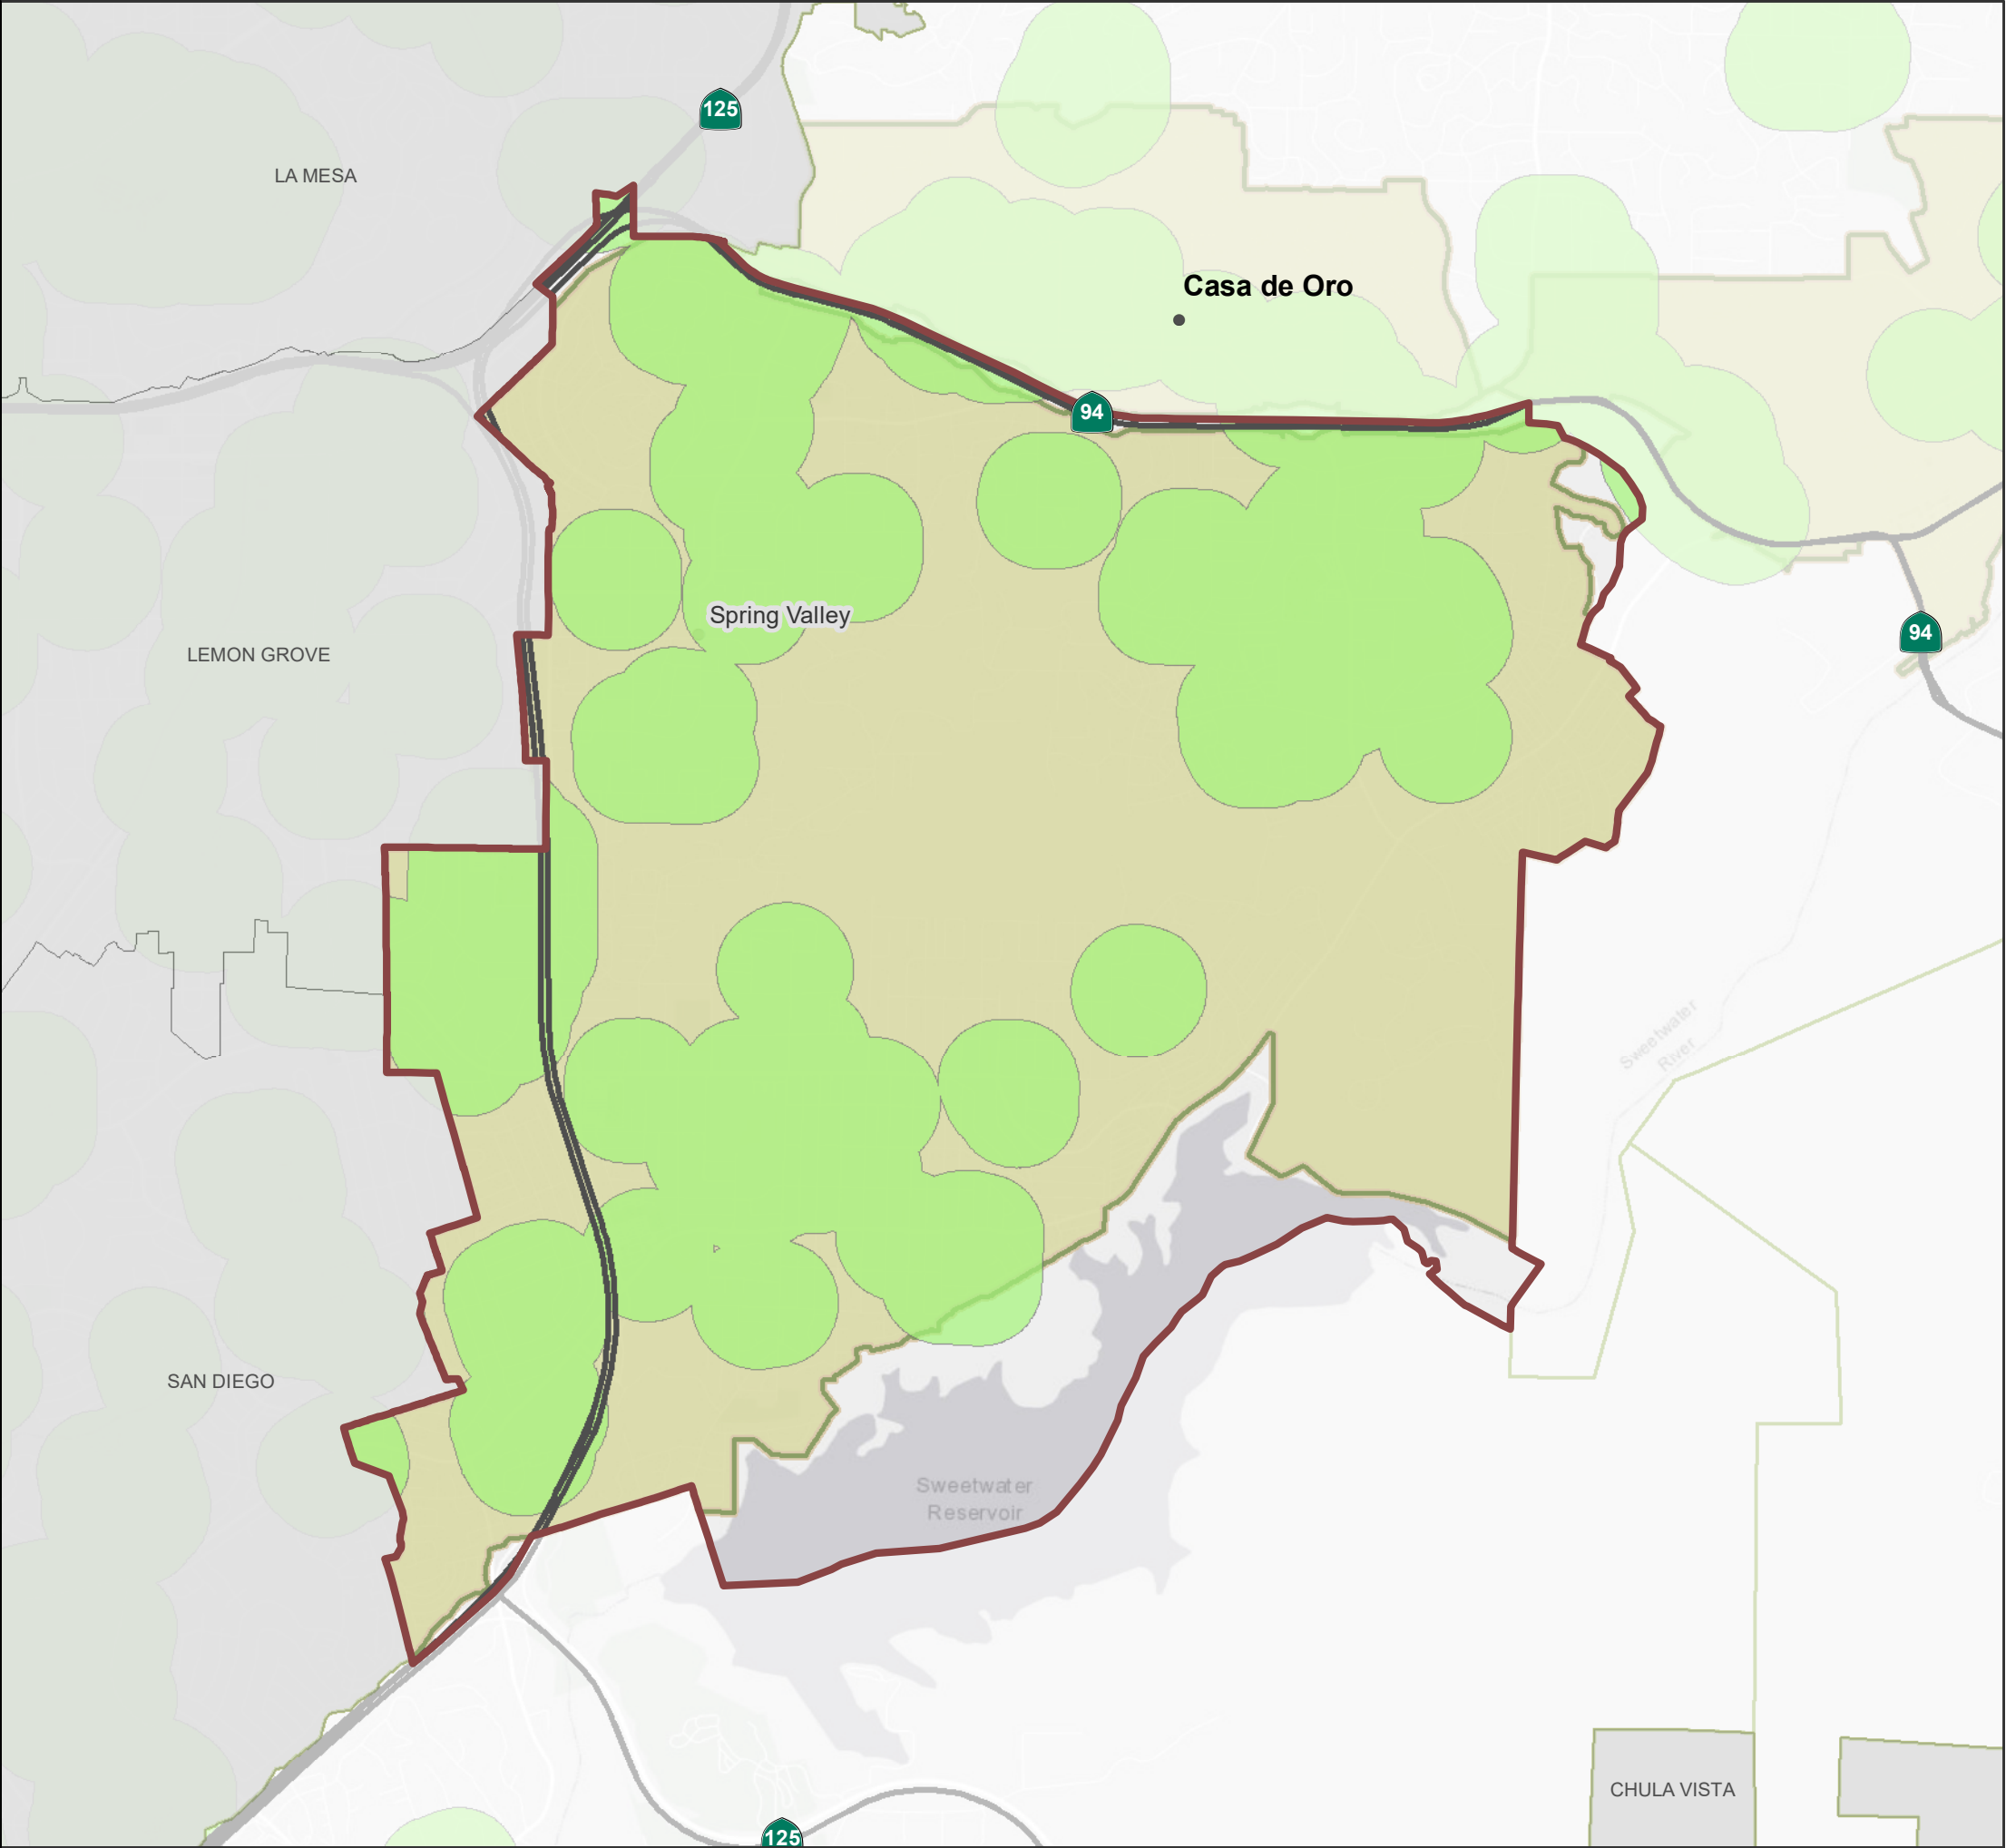 125
LA MESA
Casa de Oro
94
Spring Valley
94
LEMON GROVE
Sweetwater
River
SAN DIEGO
Sweetwater
Reservoir
CHULA VISTA
125